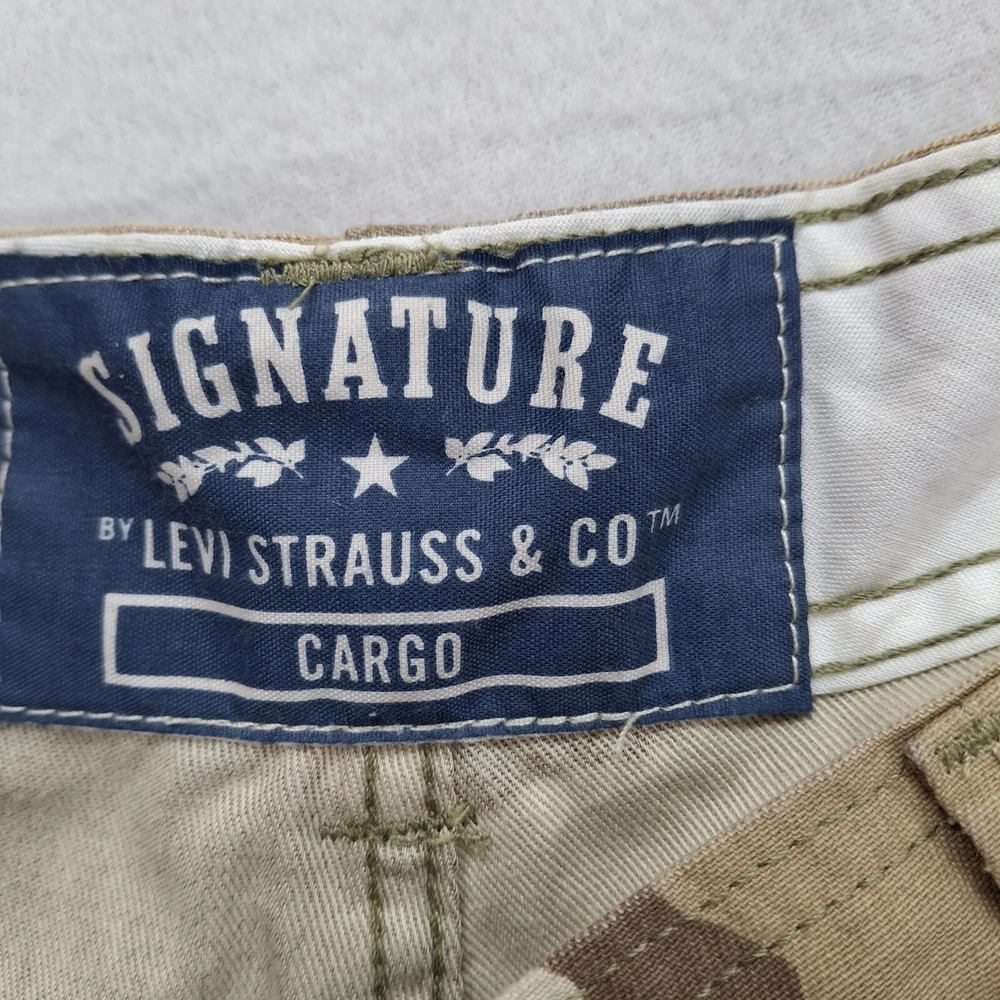 SIGNATURE
BY LEVI STRAUSS & CO™
CARGO